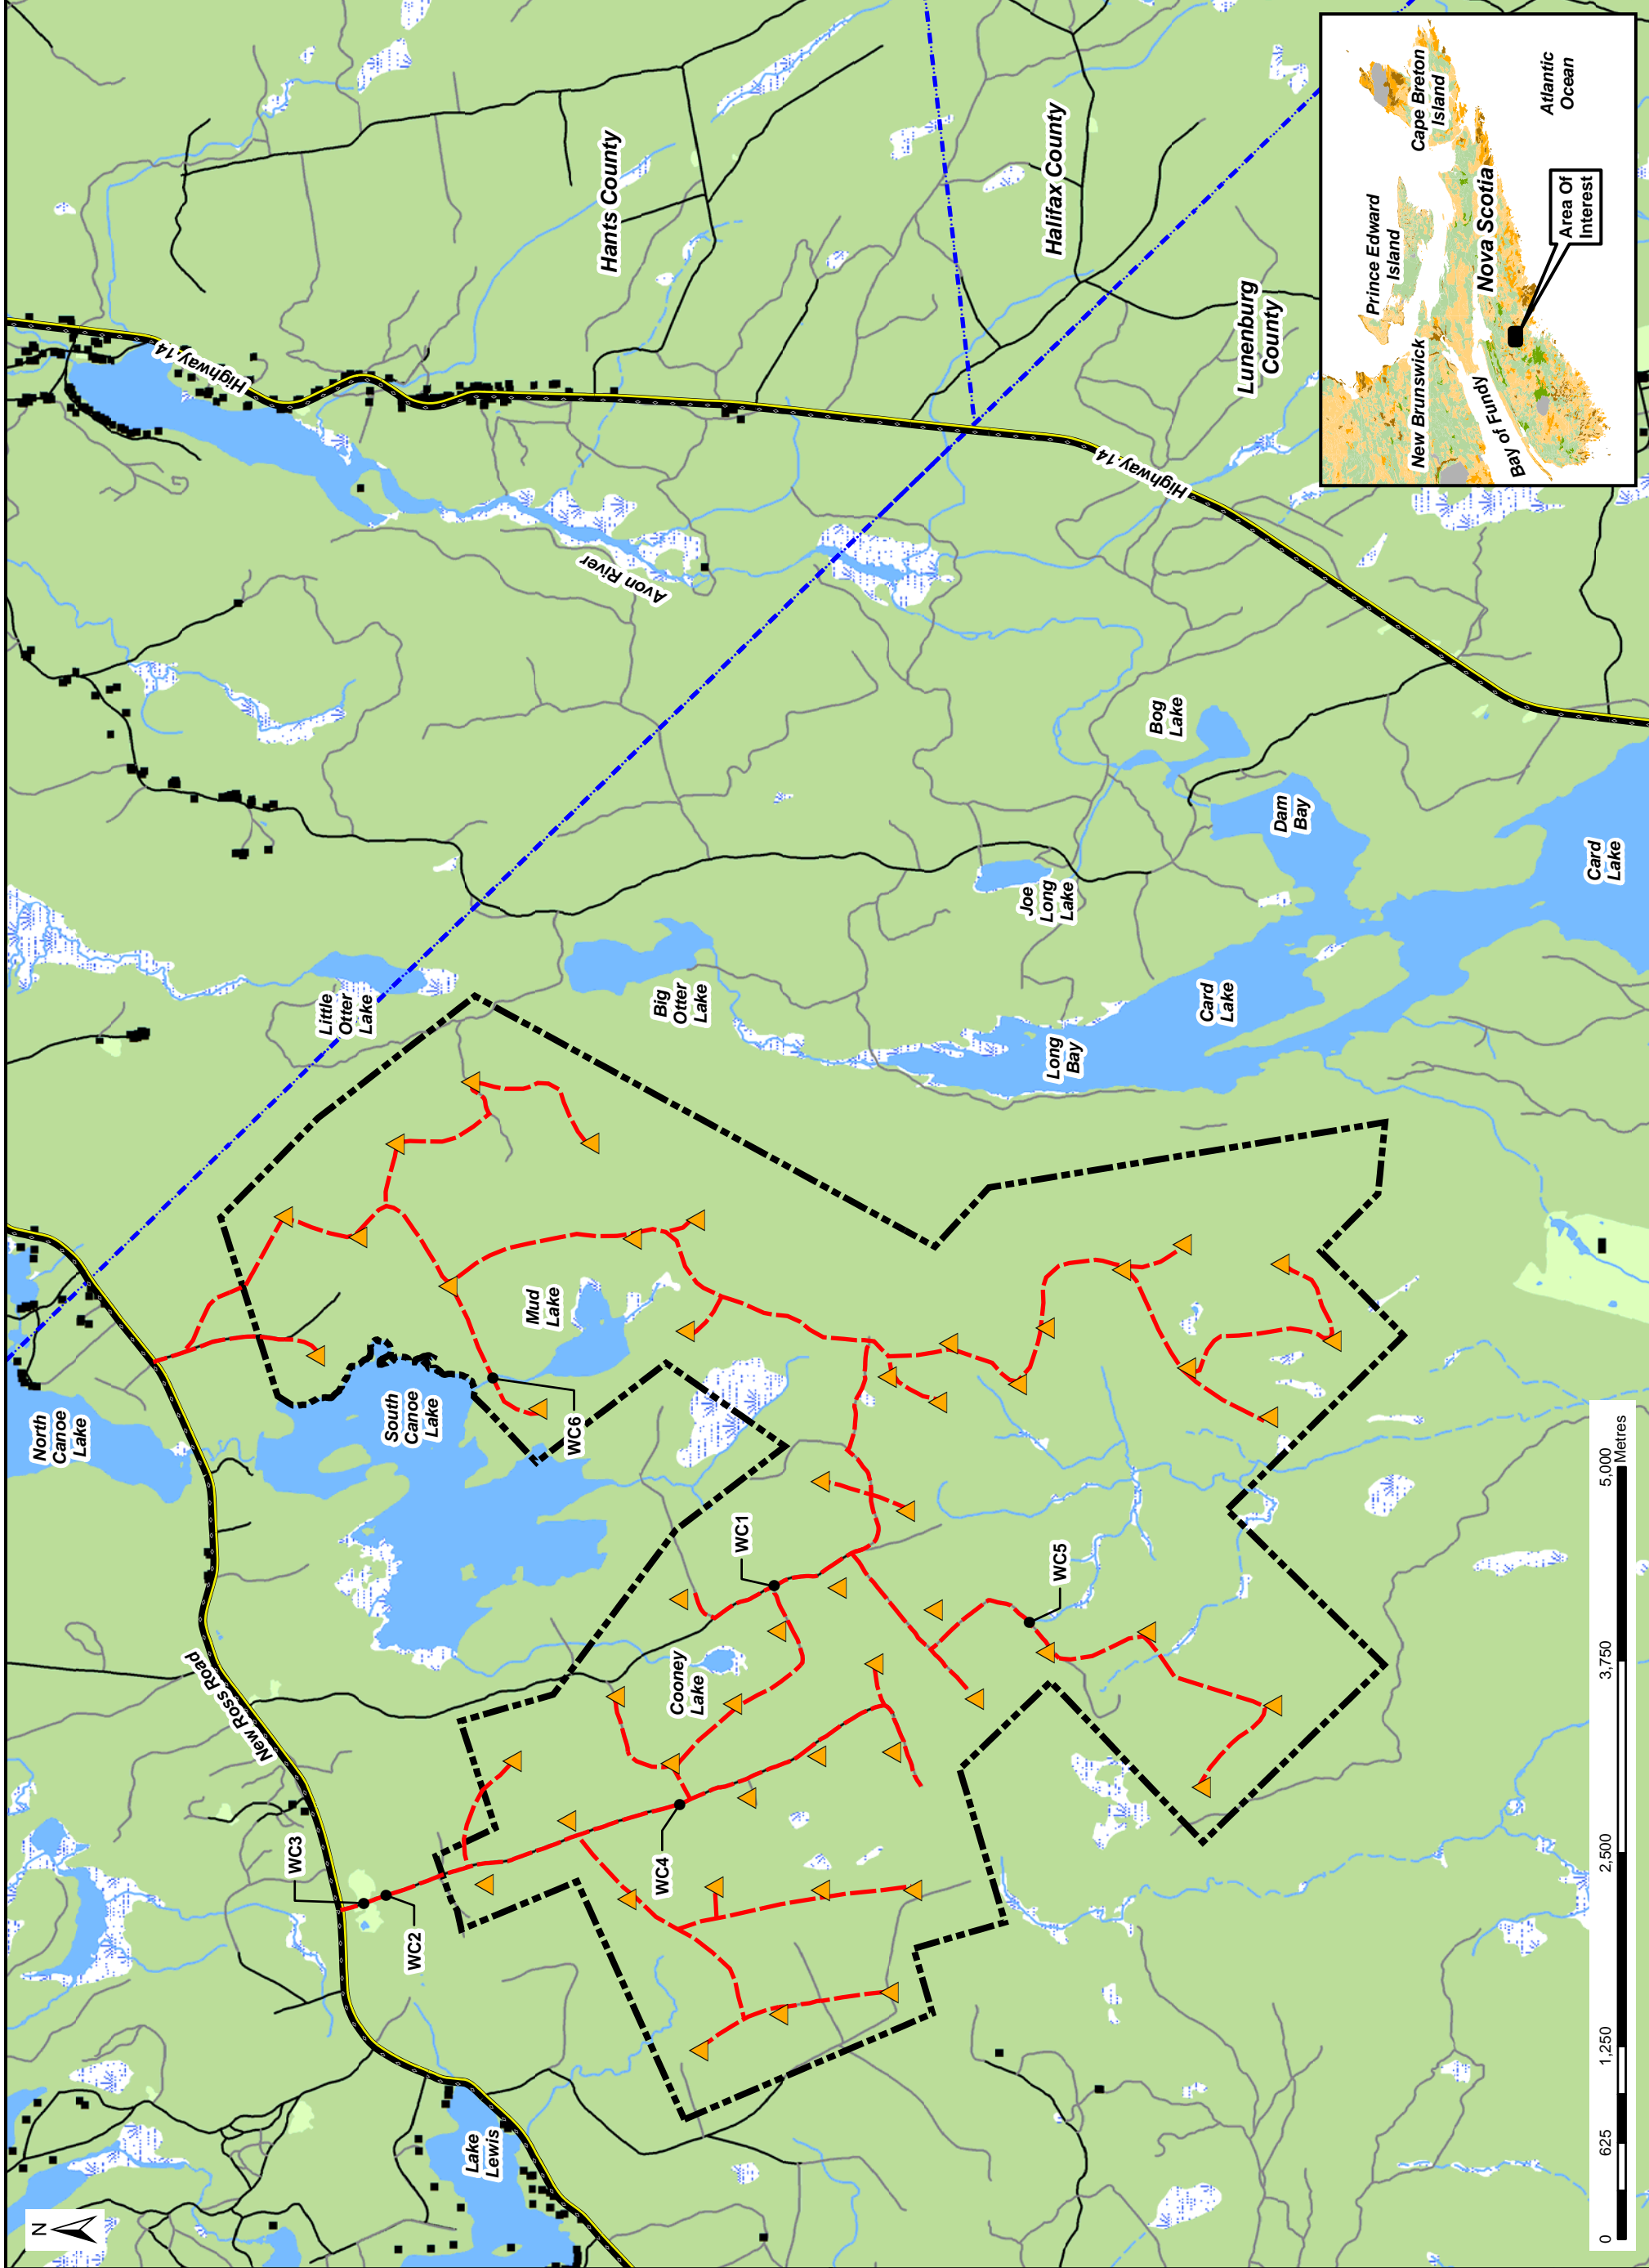 N
North
Canoe
Lake
Highway 14
Little
Otter
Lake
South
Canoe
Lake
New Ross Road
WC3
WC2
Lake
Lewis
Mud
Lake
WC6
Big
Otter
Lake
Avon River
Hants County
Cooney
Lake
WC1
WC4
WC5
Joe
Long
Lake
Long
Bay
Halifax County
Highway 14
Bog
Lake
Card
Lake
Dam
Bay
Lunenburg
County
Card
Lake
Prince Edward
Island
Cape Breton
Island
New Brunswick
Nova Scotia
Bay of Fundy
Atlantic
Ocean
Area Of
Interest
0 625 1,250 2,500 3,750 5,000
Metres